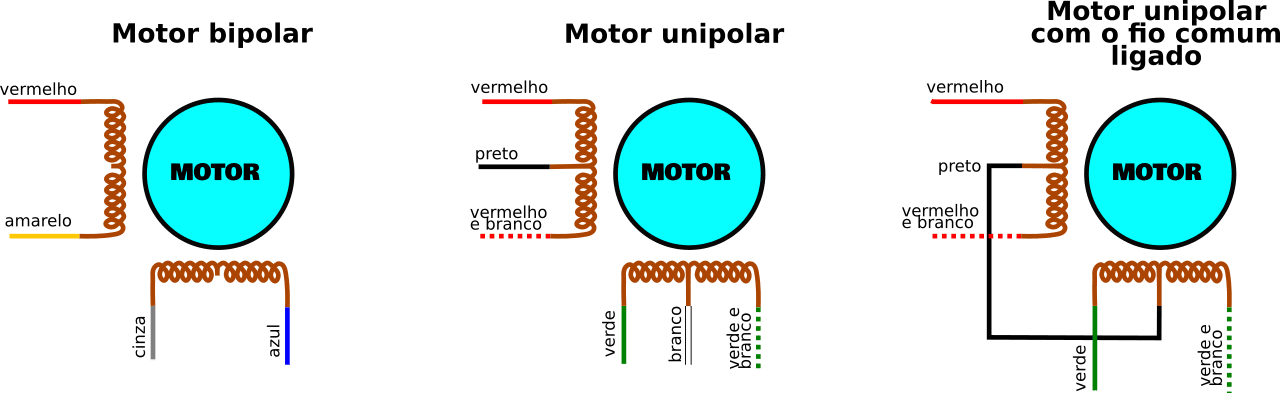 Motor bipolar
vermelho
MOTOR
amarelo
cinza
azul
Motor unipolar
vermelho
preto
MOTOR
vermelho
e branco
verde
branco
verde e
branco
Motor unipolar
com o fio comum
ligado
vermelho
preto
MOTOR
vermelho
e branco
verde
verde e
branco